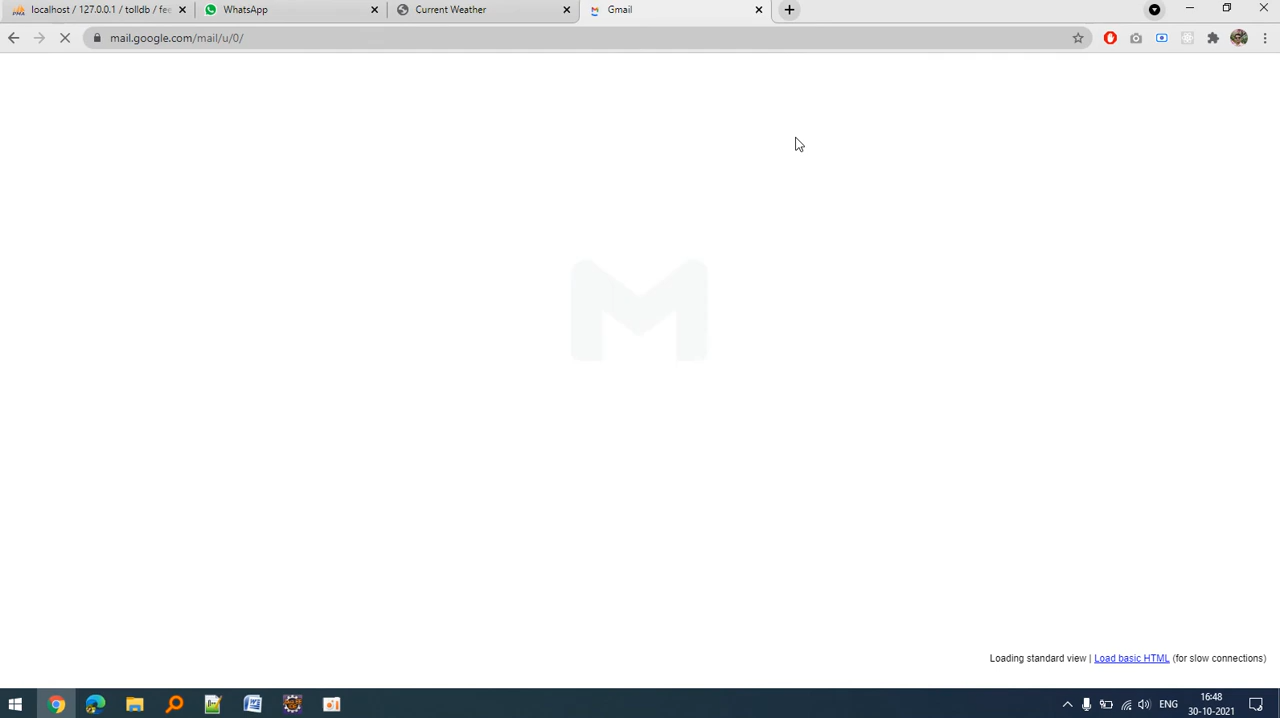 localhost / 127.0.0.1 / tolldb / fee
WhatsApp
Current Weather
Gmail
mail.google.com/mail/u/0/
Loading standard view | Load basic HTML (for slow connections)
ENG
16:48
30-10-2021